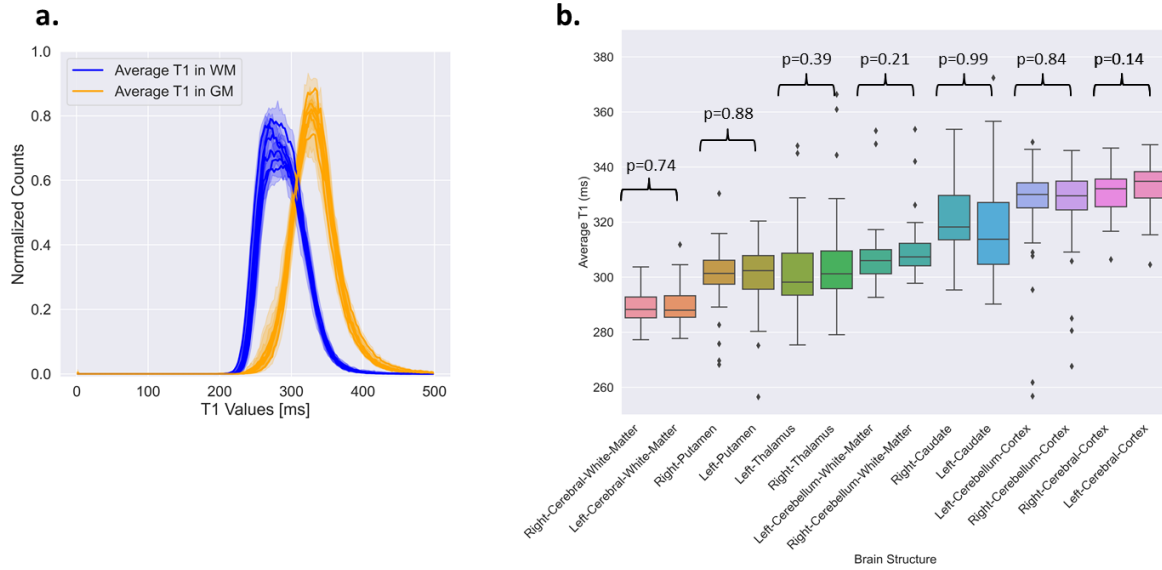 a.
Normalized Counts
1.0
0.8
0.6
0.4
0.2
0.0
Average T1 in WM
Average T1 in GM
0
100
200
300
400
500
T1 Values [ms]
b.
Average T1 (ms)
380
360
340
320
300
280
260
p=0.74
p=0.88
p=0.39
p=0.21
p=0.99
p=0.84
p=0.14
Right-Cerebral-White-Matter
Left-Cerebral-White-Matter
Right-Putamen
Left-Putamen
Left-Thalamus
Right-Thalamus
Left-Cerebellum-White-Matter
Right-Cerebellum-White-Matter
Right-Caudate
Left-Caudate
Left-Cerebellum-Cortex
Right-Cerebellum-Cortex
Right-Cerebral-Cortex
Left-Cerebral-Cortex
Brain Structure